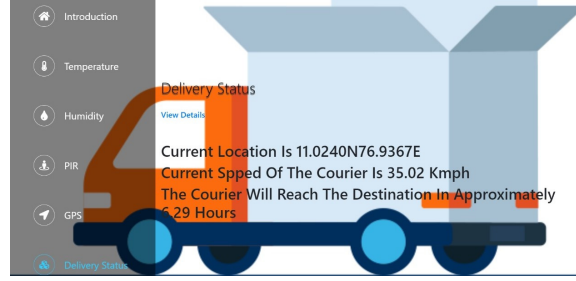 Introduction
Temperature
Humidity
PIR
GPS
Delivery Status
Delivery Status
View Details
Current Location Is 11.0240N76.9367E
Current Spped Of The Courier Is 35.02 Kmph
The Courier Will Reach The Destination In Approximately
6.29 Hours